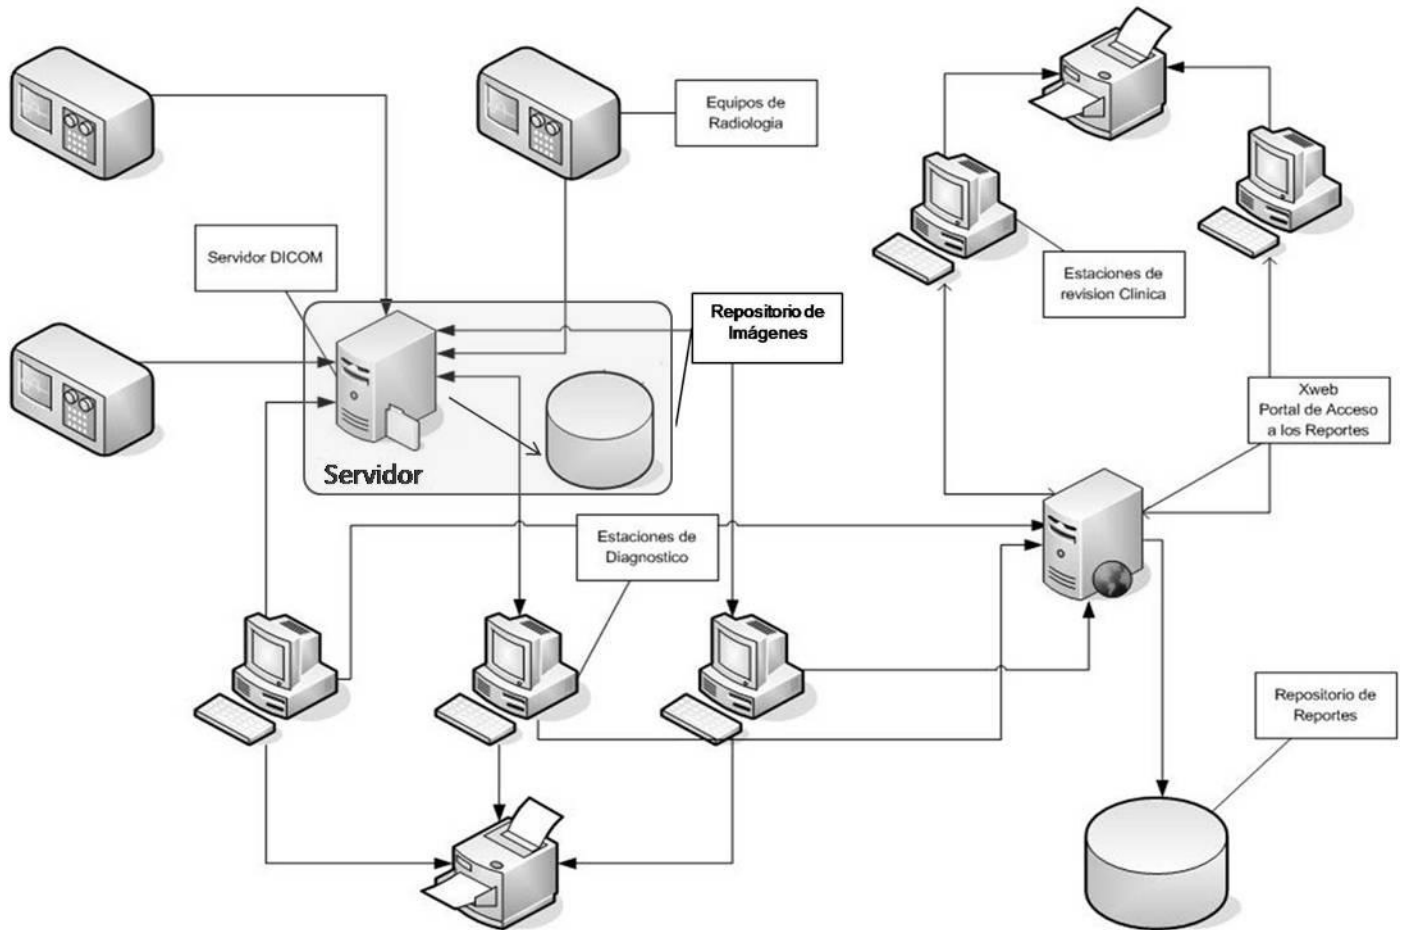 Equipos de
Radiologia
Servidor DICOM
Estaciones de
revision Clinica
Repositorio de
Imágenes
Xweb
Portal de Acceso
a los Reportes
Servidor
Estaciones de
Diagnostico
Repositorio de
Reportes